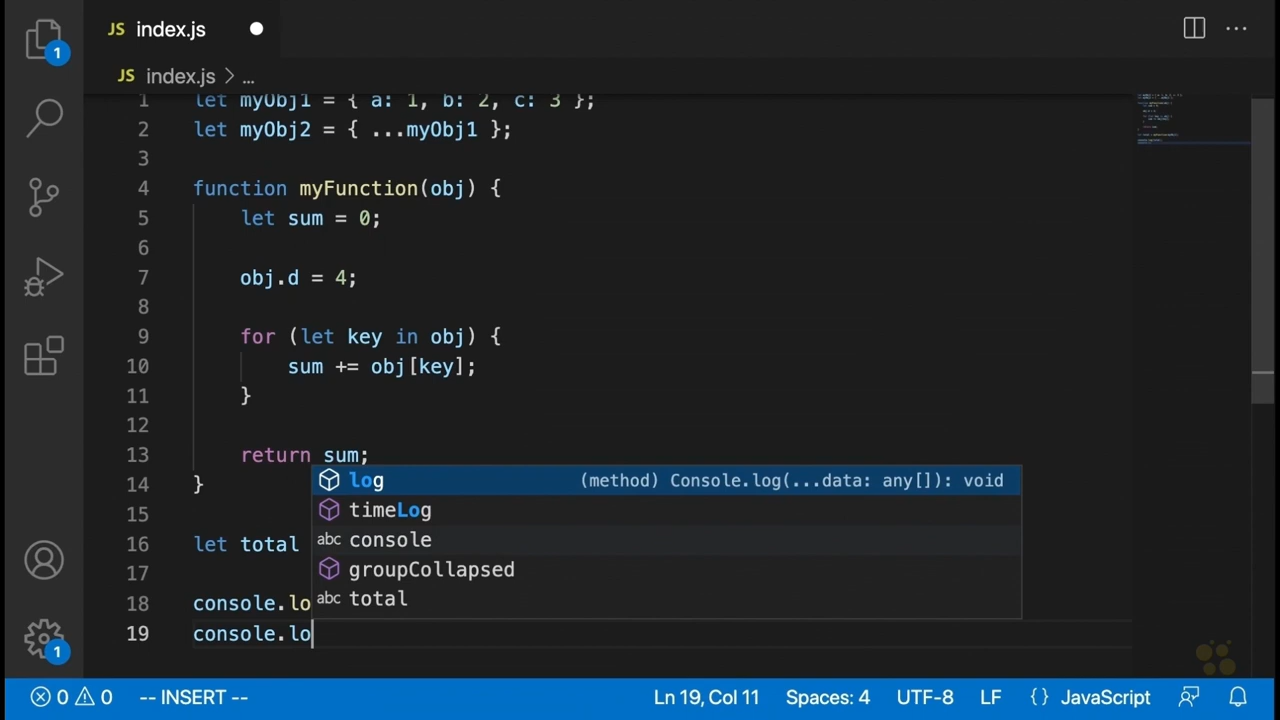 1
JS index.js
JS index.js > ...
1 let myObj1 = { a: 1, b: 2, c: 3 };
2 let myObj2 = { ...myObj1 };
3
4 function myFunction(obj) {
5 let sum = 0;
6
7 obj.d = 4;
8
9 for (let key in obj) {
10 sum += obj[key];
11 }
12
13 return sum;
14 }
log (method) Console.log(...data: any[]): void
15
timeLog
16 let total
abc console
17
groupCollapsed
18 console.lo
abc total
19 console.lo
1
0 0 -- INSERT -- Ln 19, Col 11 Spaces: 4 UTF-8 LF {} JavaScript